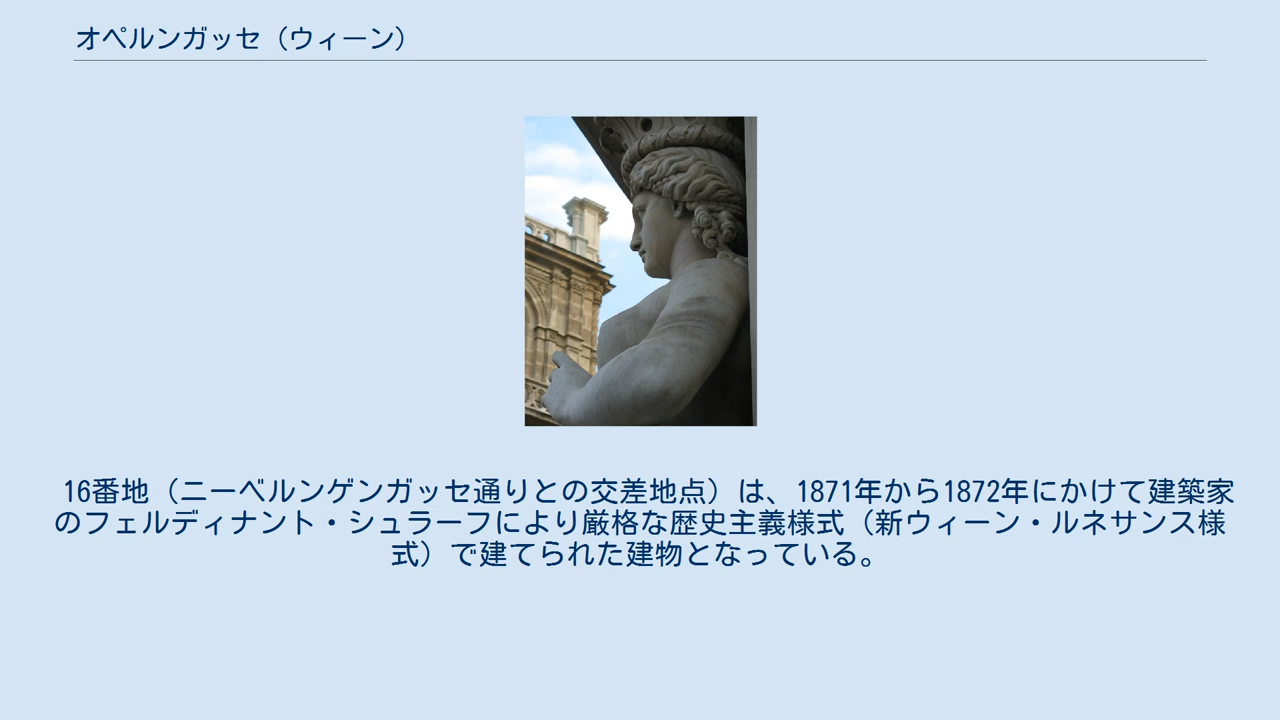 オペルンガッセ（ウィーン）
16番地（ニーベルンゲンガッセ通りとの交差地点）は、1871年から1872年にかけて建築家
のフェルディナント・シュラーフにより厳格な歴史主義様式（新ウィーン・ルネサンス様
式）で建てられた建物となっている。